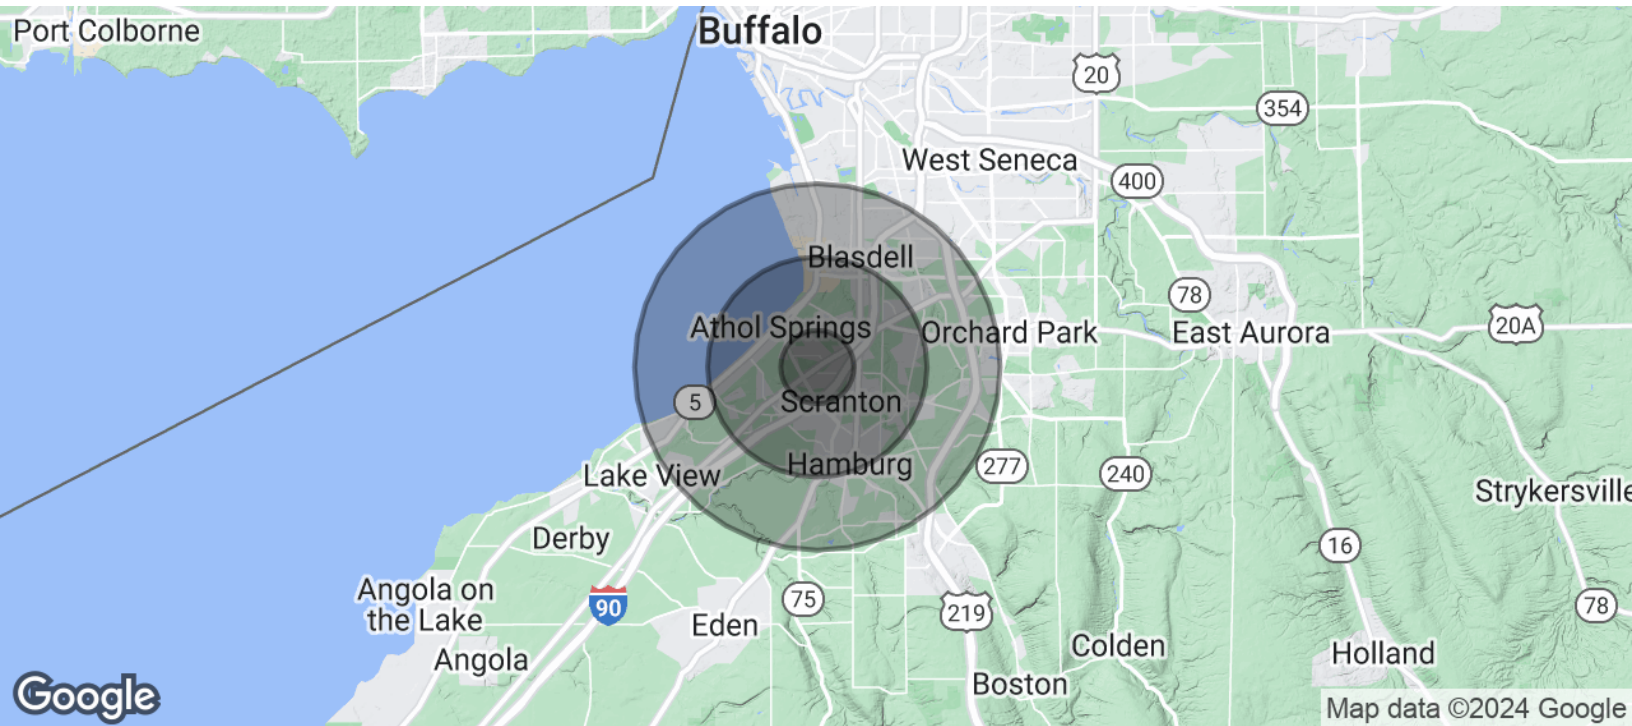 Port Colborne
Buffalo
20
354
West Seneca
400
Blasdell
78
Athol Springs
Orchard Park
East Aurora
20A
5
Scranton
Hamburg
277
240
Lake View
Strykersville
Derby
16
Angola on
the Lake
90
75
219
78
Eden
Colden
Angola
Holland
Boston
Google
Map data ©2024 Google